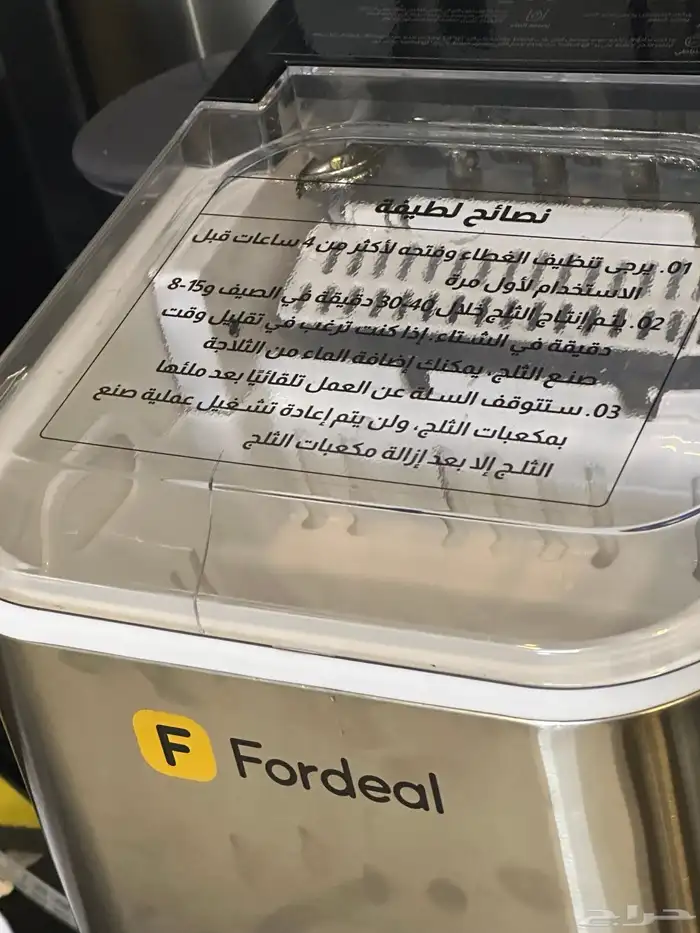 نصائح لطيفة
01. يرجى تنظيف الغطاء وفتحه لأكثر من 4 ساعات قبل
الاستخدام لأول مرة
02. يتم إنتاج الثلج خلال 40-30 دقيقة في الصيف و15-8
دقيقة في الشتاء. إذا كنت ترغب في تقليل وقت
صنع الثلج، يمكنك إضافة الماء من الثلاجة
03. ستتوقف السلة عن العمل تلقائيًا بعد ملئها
بمكعبات الثلج، ولن يتم إعادة تشغيل عملية صنع
الثلج إلا بعد إزالة مكعبات الثلج
F Fordeal
حراج